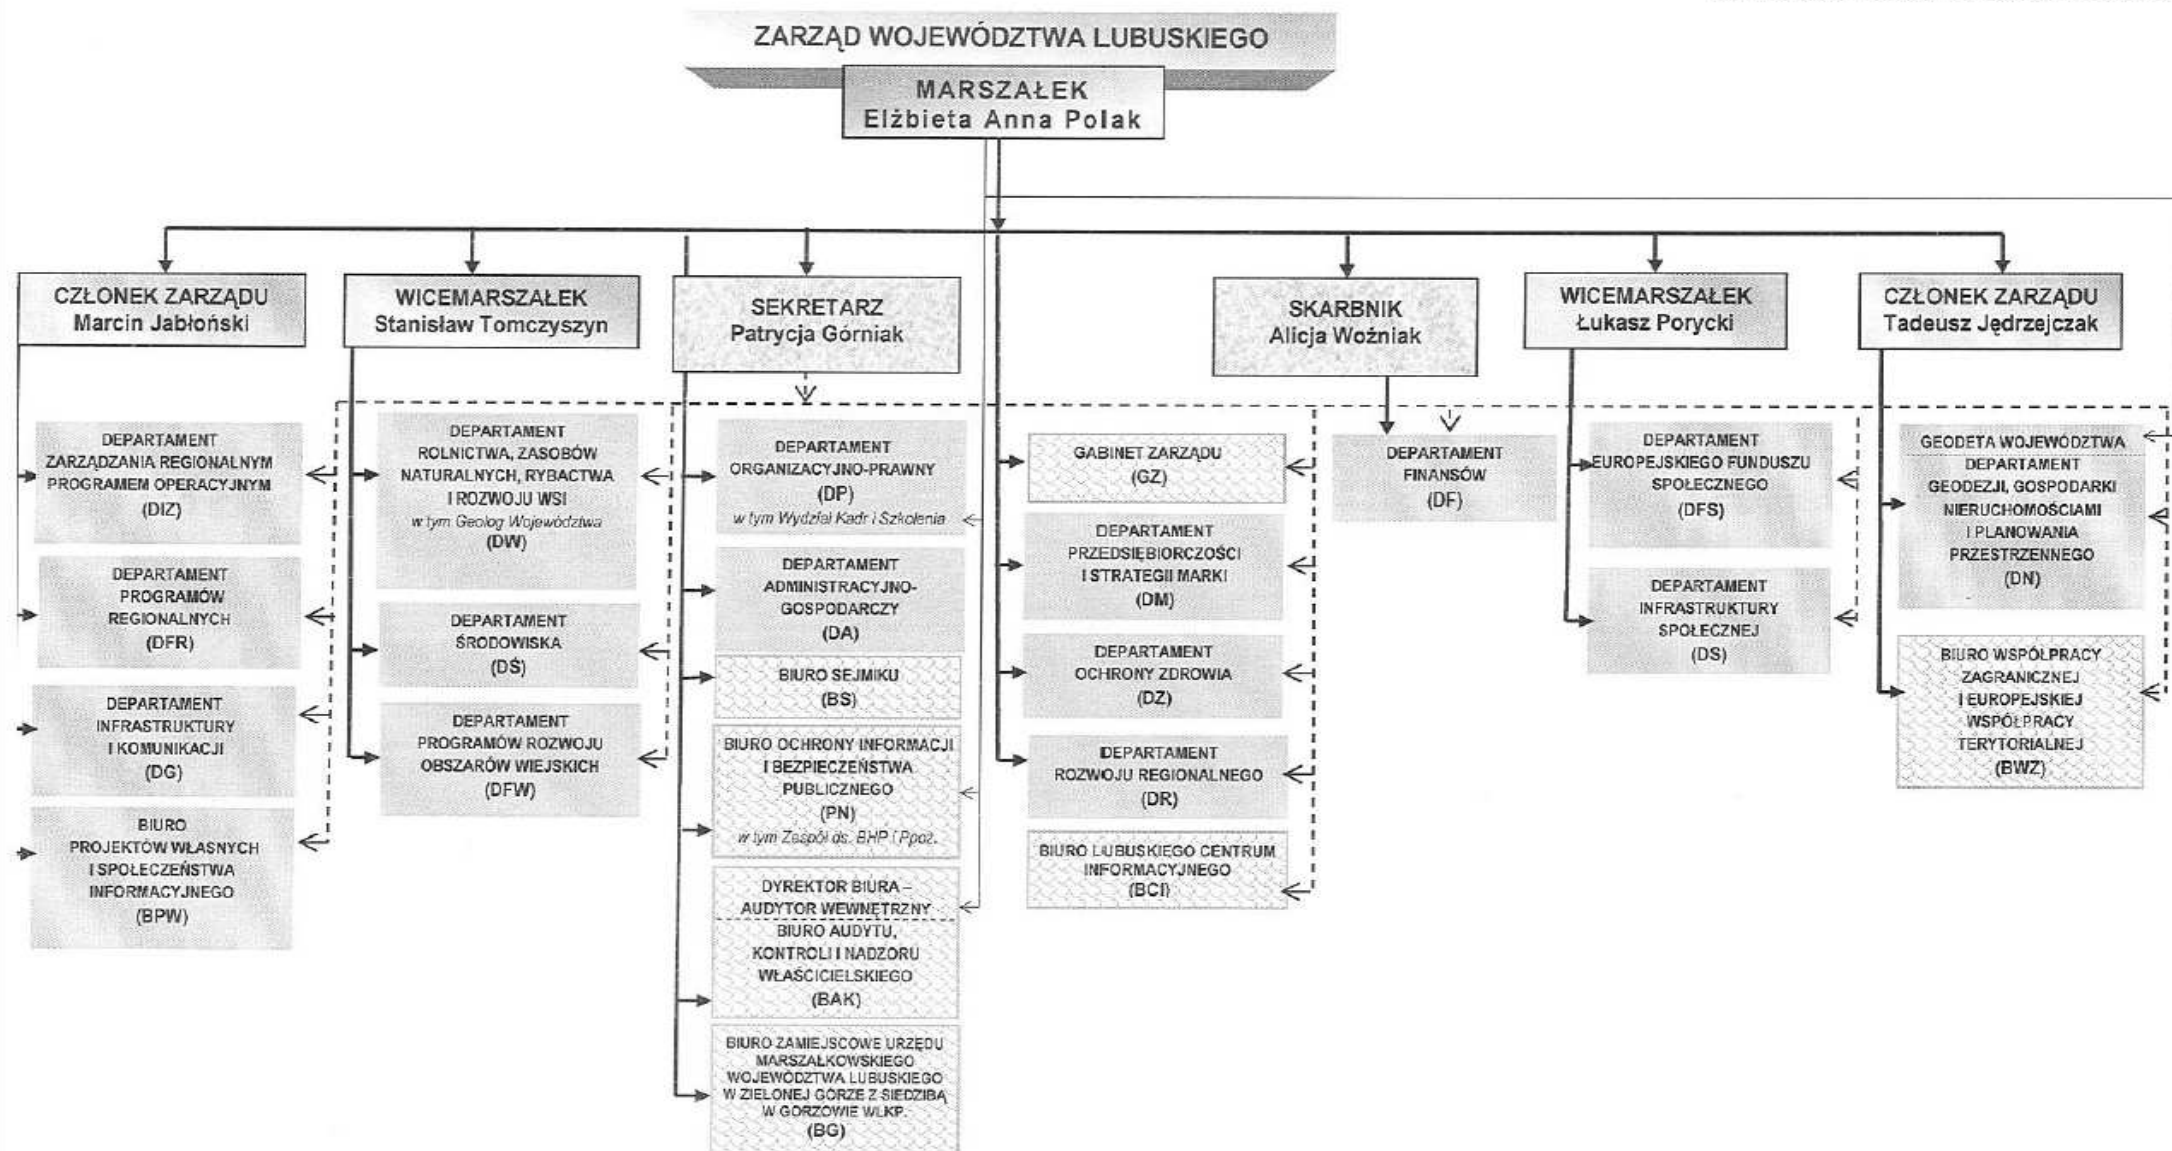 ZARZĄD WOJEWÓDZTWA LUBUSKIEGO
MARSZAŁEK
Elżbieta Anna Polak
CZŁONEK ZARZĄDU
Marcin Jabłoński
WICEMARSZAŁEK
Stanisław Tomczyszyn
SEKRETARZ
Patrycja Górniak
SKARBNIK
Alicja Woźniak
WICEMARSZAŁEK
Łukasz Porycki
CZŁONEK ZARZĄDU
Tadeusz Jędrzejczak
DEPARTAMENT
ZARZĄDZANIA REGIONALNYM
PROGRAMEM OPERACYJNYM
(DIZ)
DEPARTAMENT
PROGRAMÓW
REGIONALNYCH
(DFR)
DEPARTAMENT
INFRASTRUKTURY
I KOMUNIKACJI
(DG)
BIURO
PROJEKTÓW WŁASNYCH
I SPOŁECZEŃSTWA
INFORMACYJNEGO
(BPW)
DEPARTAMENT
ROLNICTWA, ZASOBÓW
NATURALNYCH, RYBACTWA
I ROZWOJU WSI
w tym Geolog Województwa
(DW)
DEPARTAMENT
ŚRODOWISKA
(DŚ)
DEPARTAMENT
PROGRAMÓW ROZWOJU
OBSZARÓW WIEJSKICH
(DFW)
DEPARTAMENT
ORGANIZACYJNO-PRAWNY
(DP)
w tym Wydział Kadr i Szkolenia
DEPARTAMENT
ADMINISTRACYJNO-
GOSPODARCZY
(DA)
BIURO SEJMIKU
(BS)
BIURO OCHRONY INFORMACJI
I BEZPIECZEŃSTWA
PUBLICZNEGO
(PN)
w tym Zespół ds. BHP i Ppoż.
DYREKTOR BIURA –
AUDYTOR WEWNĘTRZNY
BIURO AUDYTU,
KONTROLI I NADZORU
WŁAŚCICIELSKIEGO
(BAK)
BIURO ZAMIEJSCOWE URZĘDU
MARSZAŁKOWSKIEGO
WOJEWÓDZTWA LUBUSKIEGO
W ZIELONEJ GÓRZE Z SIEDZIBĄ
W GORZOWIE WLKP.
(BG)
GABINET ZARZĄDU
(GZ)
DEPARTAMENT
PRZEDSIĘBIORCZOŚCI
I STRATEGII MARKI
(DM)
DEPARTAMENT
OCHRONY ZDROWIA
(DZ)
DEPARTAMENT
ROZWOJU REGIONALNEGO
(DR)
BIURO LUBUSKIEGO CENTRUM
INFORMACYJNEGO
(BCI)
DEPARTAMENT
FINANSÓW
(DF)
DEPARTAMENT
EUROPEJSKIEGO FUNDUSZU
SPOŁECZNEGO
(DFS)
DEPARTAMENT
INFRASTRUKTURY
SPOŁECZNEJ
(DS)
GEODETA WOJEWÓDZTWA
DEPARTAMENT
GEODEZJI, GOSPODARKI
NIERUCHOMOŚCIAMI
I PLANOWANIA
PRZESTRZENNEGO
(DN)
BIURO WSPÓŁPRACY
ZAGRANICZNEJ
I EUROPEJSKIEJ
WSPÓŁPRACY
TERYTORIALNEJ
(BWZ)